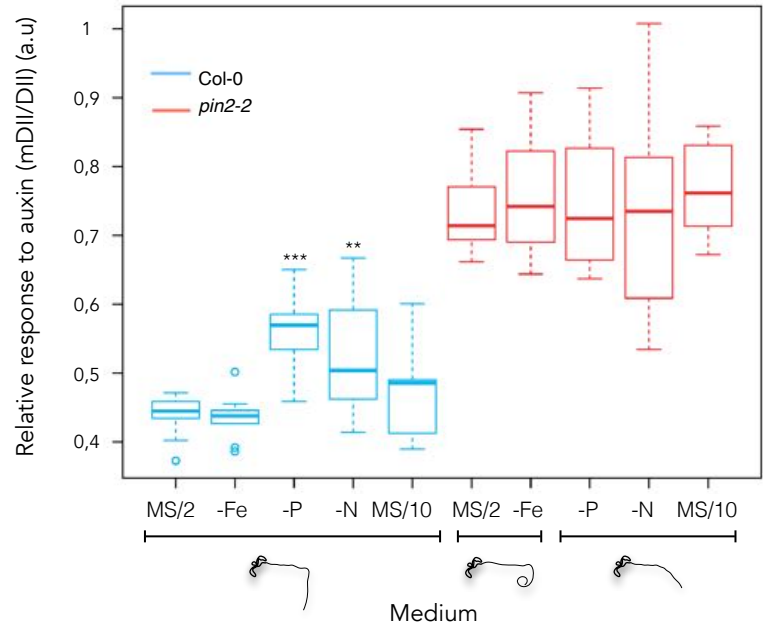 Relative response to auxin (mDII/DII) (a.u)
1
0,9
0,8
0,7
0,6
0,5
0,4
Col-0
pin2-2
***
**
MS/2 -Fe -P -N MS/10 MS/2 -Fe -P -N MS/10
Medium